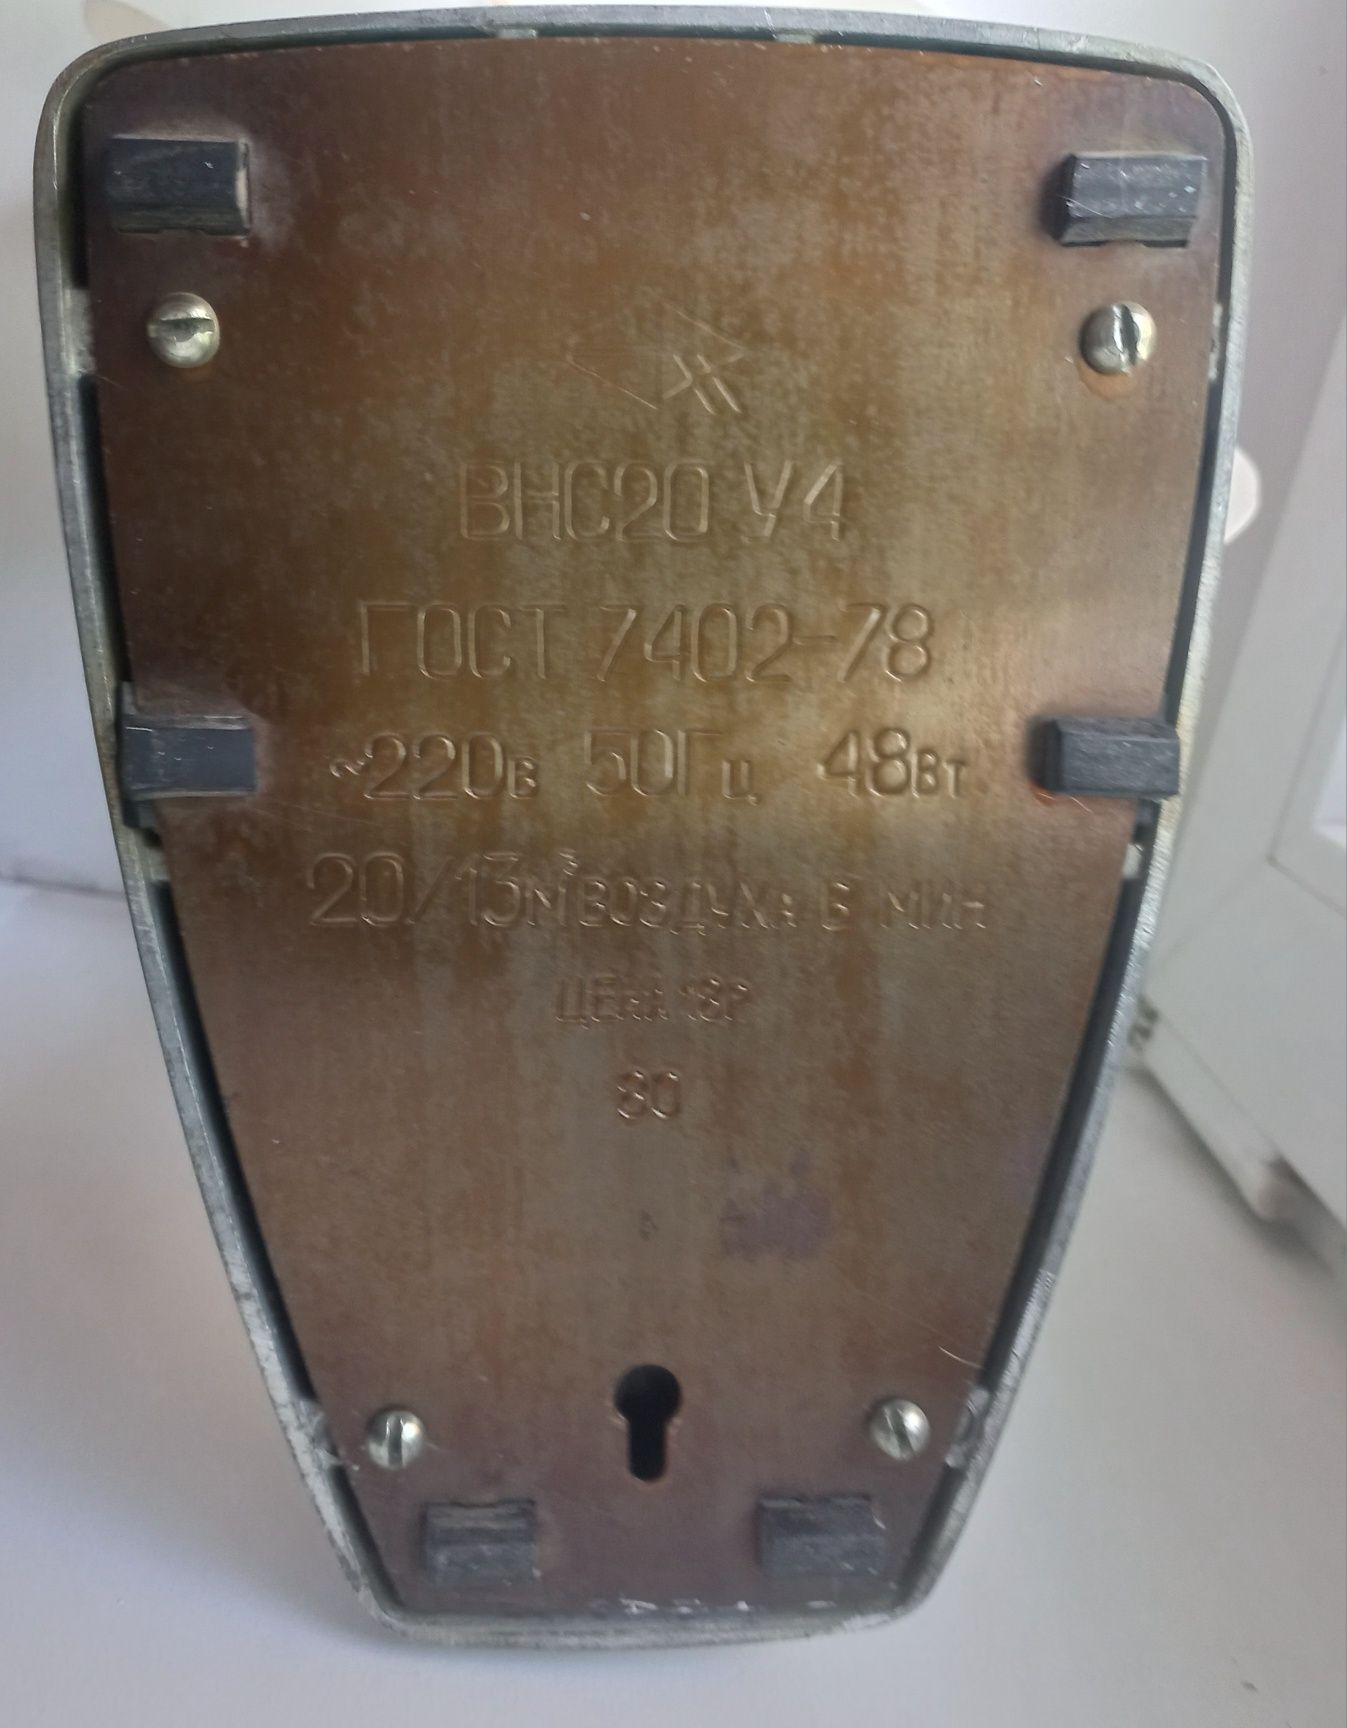 ВНС20 У4
ГОСТ 7402-78
~220в 50Гц 48вт
20/13м³ воздуха в мин
ЦЕНА 18Р
80